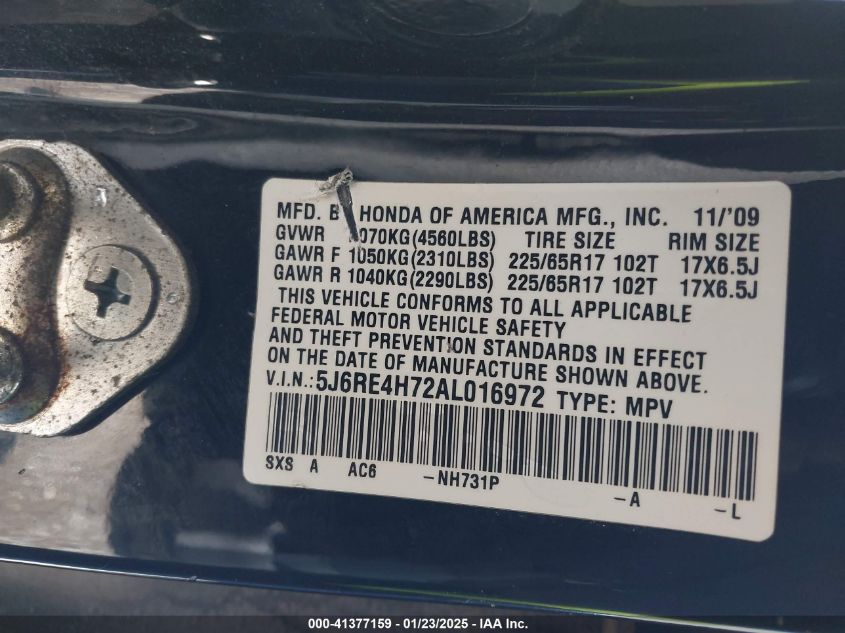 MFD. B HONDA OF AMERICA MFG., INC. 11/'09
GVWR 070KG(4560LBS) TIRE SIZE RIM SIZE
GAWR F 1050KG(2310LBS) 225/65R17 102T 17X6.5J
GAWR R 1040KG(2290LBS) 225/65R17 102T 17X6.5J
THIS VEHICLE CONFORMS TO ALL APPLICABLE
FEDERAL MOTOR VEHICLE SAFETY
AND THEFT PREVENTION STANDARDS IN EFFECT
ON THE DATE OF MANUFACTURE SHOWN ABOVE.
V.I.N.:5J6RE4H72AL016972 TYPE: MPV
SXS A AC6 -NH731P -A -L
000-41377159 - 01/23/2025 - IAA Inc.